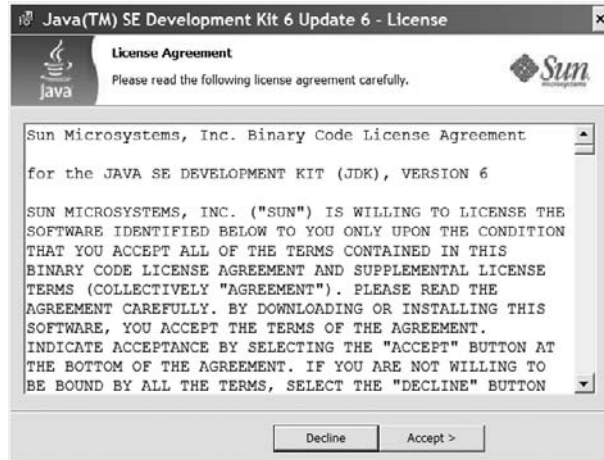 Java(TM) SE Development Kit 6 Update 6 - License
License Agreement
Please read the following license agreement carefully.
Java
Sun
microsystems
Sun Microsystems, Inc. Binary Code License Agreement
for the JAVA SE DEVELOPMENT KIT (JDK), VERSION 6
SUN MICROSYSTEMS, INC. ("SUN") IS WILLING TO LICENSE THE
SOFTWARE IDENTIFIED BELOW TO YOU ONLY UPON THE CONDITION
THAT YOU ACCEPT ALL OF THE TERMS CONTAINED IN THIS
BINARY CODE LICENSE AGREEMENT AND SUPPLEMENTAL LICENSE
TERMS (COLLECTIVELY "AGREEMENT"). PLEASE READ THE
AGREEMENT CAREFULLY. BY DOWNLOADING OR INSTALLING THIS
SOFTWARE, YOU ACCEPT THE TERMS OF THE AGREEMENT.
INDICATE ACCEPTANCE BY SELECTING THE "ACCEPT" BUTTON AT
THE BOTTOM OF THE AGREEMENT. IF YOU ARE NOT WILLING TO
BE BOUND BY ALL THE TERMS, SELECT THE "DECLINE" BUTTON
Decline
Accept >